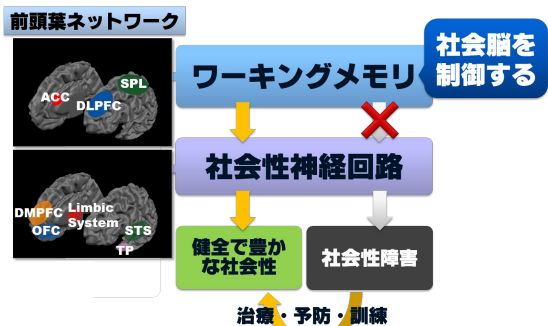 前頭葉ネットワーク
社会脳を
制御する
ワーキングメモリ
SPL
ACC
DLPFC
社会性神経回路
DMPFC
Limbic
System
OFC
STS
TP
健全で豊か
な社会性
社会性障害
治療・予防・訓練